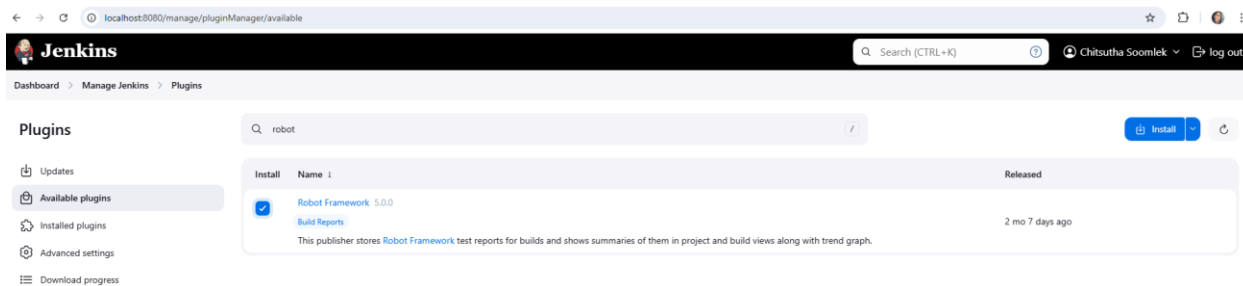 localhost:8080/manage/pluginManager/available
Jenkins
Search (CTRL+K)
Chitsutha Soomlek
log out
Dashboard > Manage Jenkins > Plugins
Plugins
robot
/
Install
Updates
Available plugins
Installed plugins
Advanced settings
Download progress
Install Name ↓ Released
Robot Framework 5.0.0
Build Reports
This publisher stores Robot Framework test reports for builds and shows summaries of them in project and build views along with trend graph.
2 mo 7 days ago